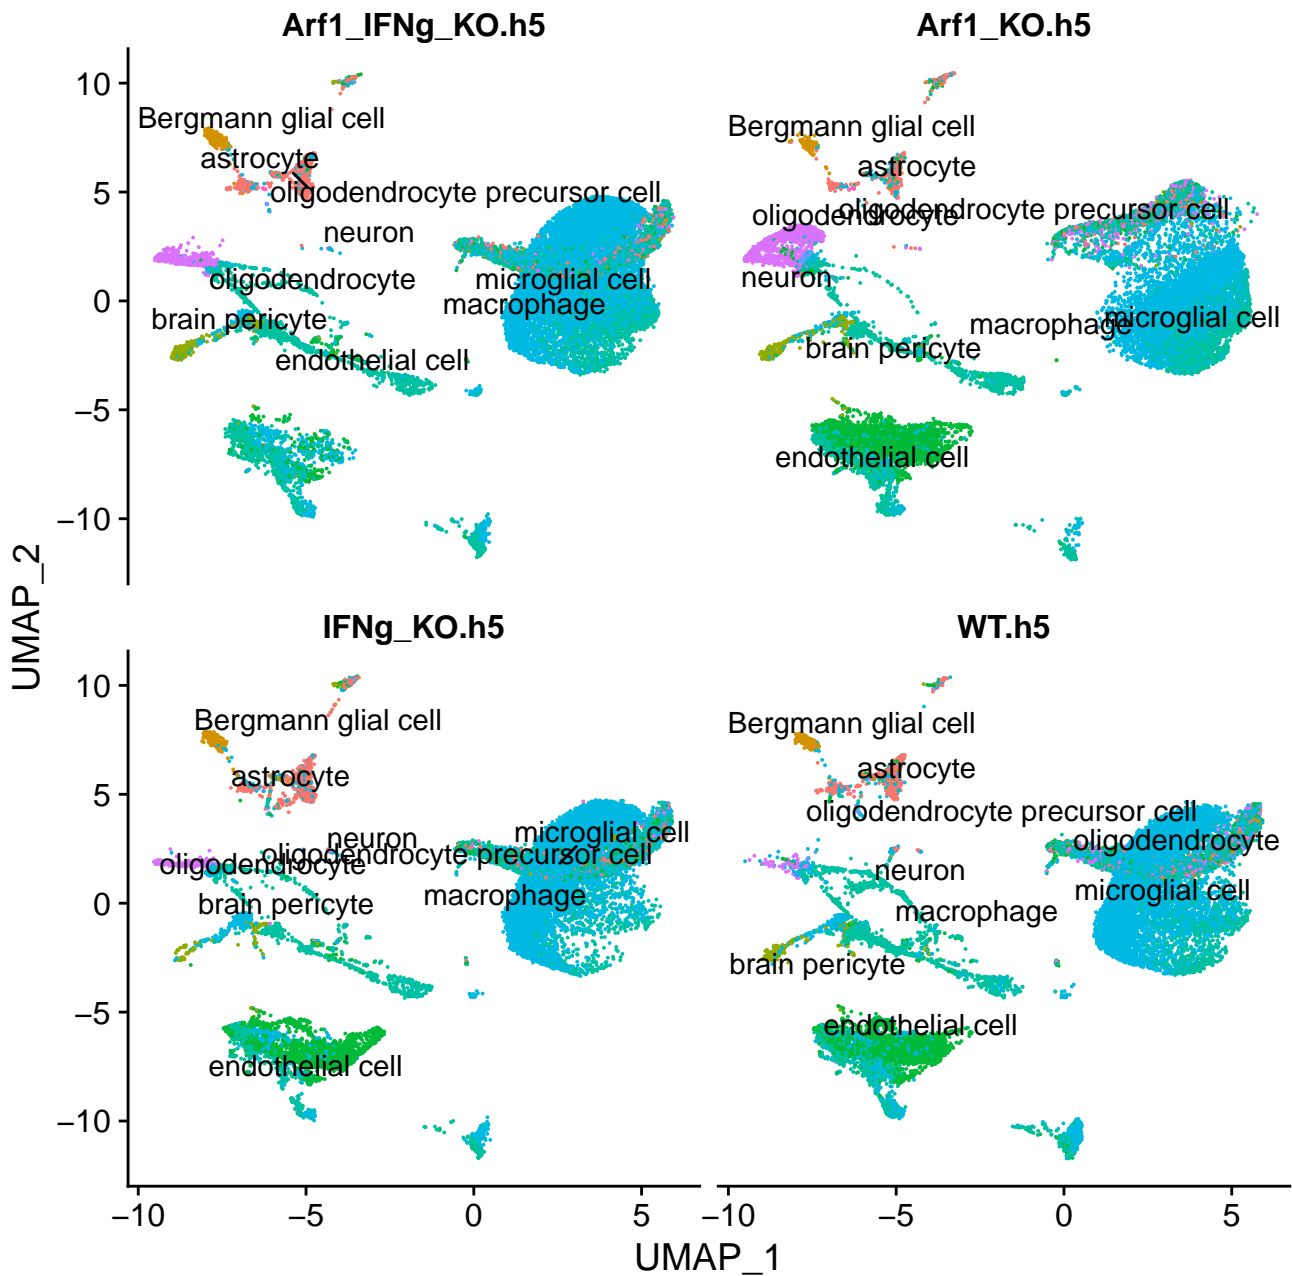 Arf1_IFNg_KO.h5
Arf1_KO.h5
10
5
0
−5
−10
Bergmann glial cell
astrocyte
oligodendrocyte precursor cell
neuron
oligodendrocyte
microglial cell
macrophage
brain pericyte
endothelial cell
Bergmann glial cell
astrocyte
oligodendrocyte precursor cell
oligodendrocyte
neuron
macrophage
microglial cell
brain pericyte
endothelial cell
UMAP_2
IFNg_KO.h5
WT.h5
10
5
0
−5
−10
Bergmann glial cell
astrocyte
neuron
microglial cell
oligodendrocyte precursor cell
oligodendrocyte
macrophage
brain pericyte
endothelial cell
Bergmann glial cell
astrocyte
oligodendrocyte precursor cell
oligodendrocyte
neuron
microglial cell
macrophage
brain pericyte
endothelial cell
−10
−5
0
5
−10
−5
0
5
UMAP_1